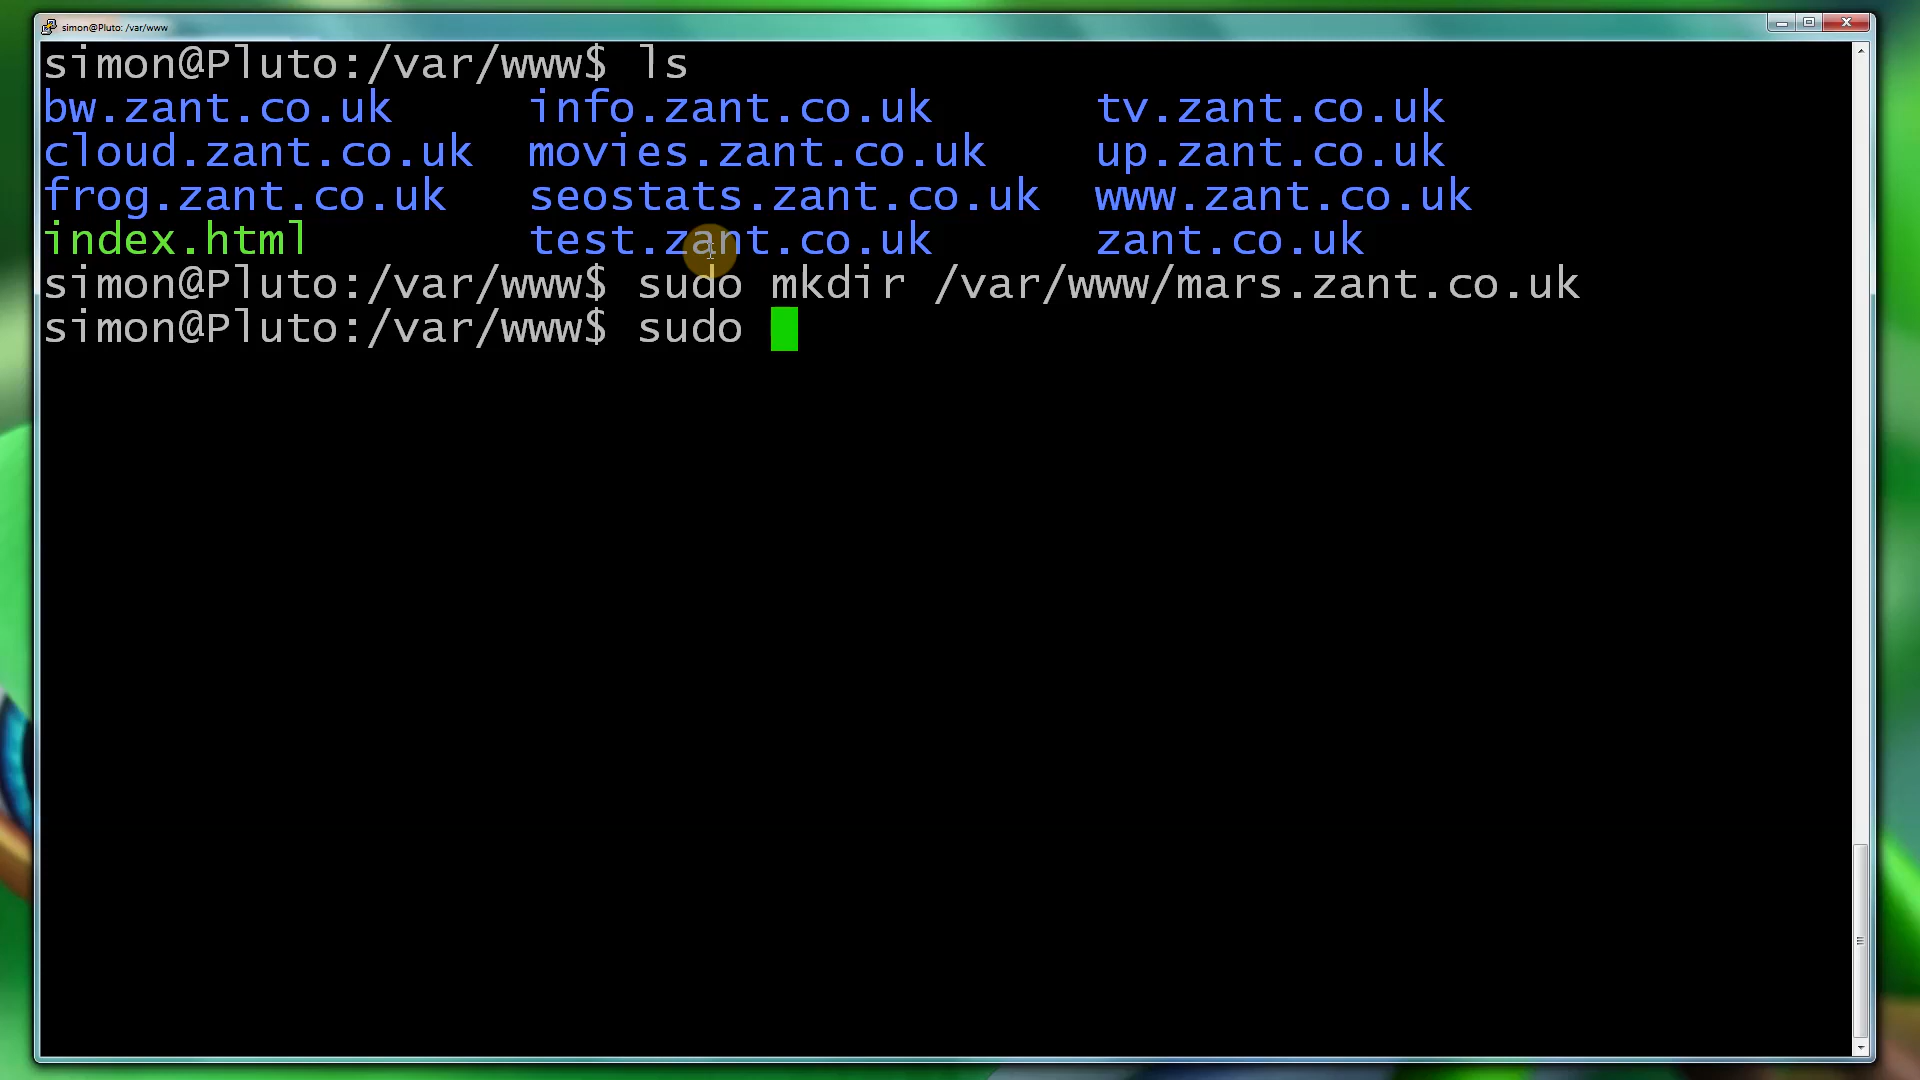 simon@Pluto: /var/www
simon@Pluto:/var/www$ ls
bw.zant.co.uk info.zant.co.uk tv.zant.co.uk
cloud.zant.co.uk movies.zant.co.uk up.zant.co.uk
frog.zant.co.uk seostats.zant.co.uk www.zant.co.uk
index.html test.zant.co.uk zant.co.uk
simon@Pluto:/var/www$ sudo mkdir /var/www/mars.zant.co.uk
simon@Pluto:/var/www$ sudo